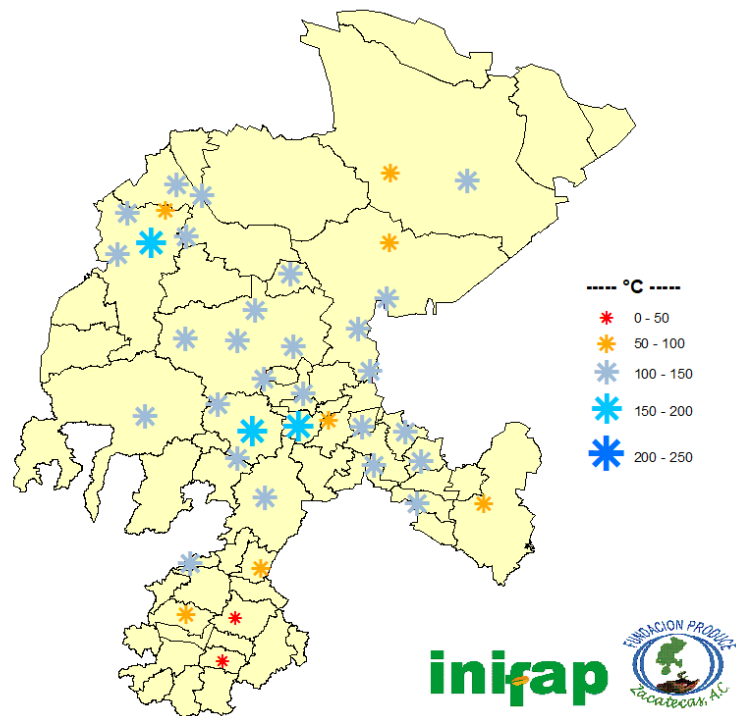 ----- °C -----
0 - 50
50 - 100
100 - 150
150 - 200
200 - 250
inifap
FUNDACION PRODUCE
Zacatecas, A.C.